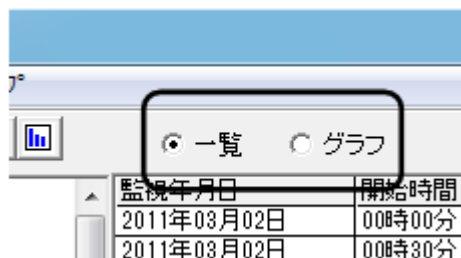 プ
一覧 グラフ
監視年月日 開始時間
2011年03月02日 00時00分
2011年03月02日 00時30分